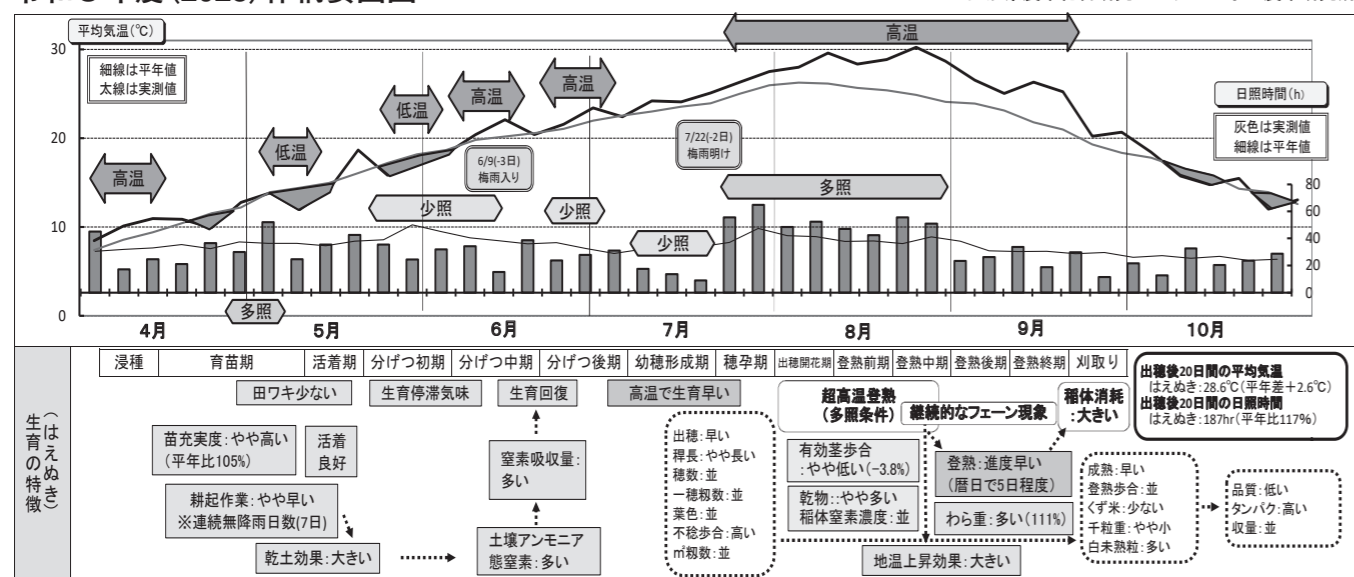 平均気温(℃)
細線は平年値
太線は実測値
高温
低温
低温
高温
高温
高温
6/9(-3日)
梅雨入り
7/22(-2日)
梅雨明け
日照時間(h)
灰色は実測値
細線は平年値
多照
少照
少照
少照
多照
30
20
10
0
80
60
40
20
0
4月
5月
6月
7月
8月
9月
10月
生育の特徴
(はえぬき)
浸種
育苗期
活着期
分げつ初期
分げつ中期
分げつ後期
幼穂形成期
穂孕期
出穂開花期
登熟前期
登熟中期
登熟後期
登熟終期
刈取り
田ワキ少ない
生育停滞気味
生育回復
高温で生育早い
苗充実度:やや高い
(平年比105%)
活着
良好
耕起作業:やや早い
※連続無降雨日数(7日)
乾土効果:大きい
窒素吸収量:
多い
土壌アンモニア
態窒素:多い
出穂:早い
稈長:やや長い
穂数:並
一穂籾数:並
葉色:並
不稔歩合:高い
㎡籾数:並
超高温登熟
(多照条件)
継続的なフェーン現象
稲体消耗
:大きい
有効茎歩合
:やや低い(-3.8%)
乾物::やや多い
稲体窒素濃度:並
登熟:進度早い
(暦日で5日程度)
わら重:多い(111%)
地温上昇効果:大きい
出穂後20日間の平均気温
はえぬき:28.6℃(平年差+2.6℃)
出穂後20日間の日照時間
はえぬき:187hr(平年比117%)
成熟:早い
登熟歩合:並
くず米:少ない
千粒重:やや小
白未熟粒:多い
品質:低い
タンパク:高い
収量:並